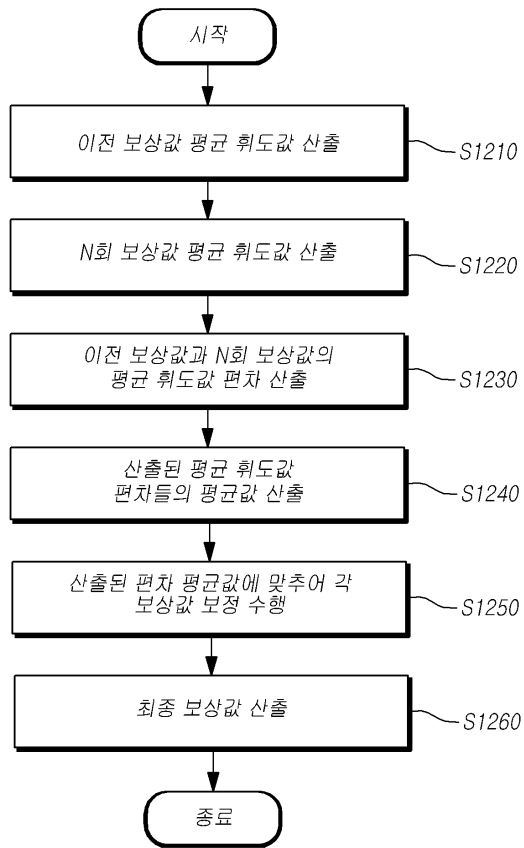 시작
이전 보상값 평균 휘도값 산출
S1210
N회 보상값 평균 휘도값 산출
S1220
이전 보상값과 N회 보상값의
평균 휘도값 편차 산출
S1230
산출된 평균 휘도값
편차들의 평균값 산출
S1240
산출된 편차 평균값에 맞추어 각
보상값 보정 수행
S1250
최종 보상값 산출
S1260
종료